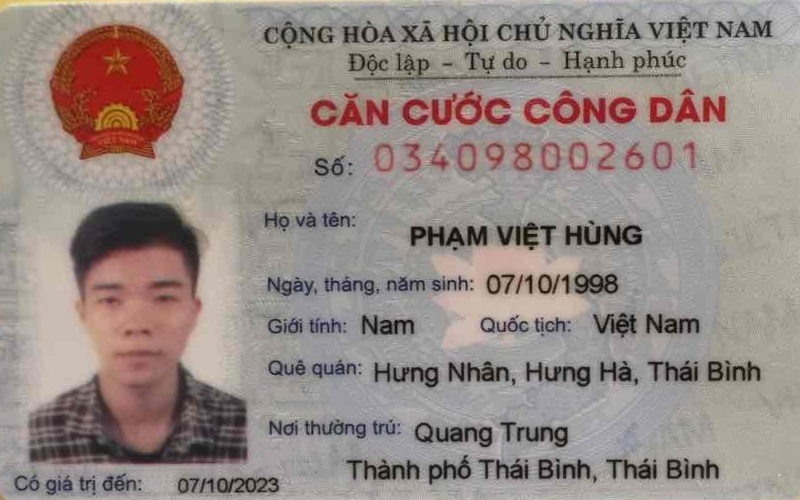 CỘNG HÒA XÃ HỘI CHỦ NGHĨA VIỆT NAM
Độc lập – Tự do – Hạnh phúc
CĂN CƯỚC CÔNG DÂN
Số: 034098002601
Họ và tên: PHẠM VIỆT HÙNG
Ngày, tháng, năm sinh: 07/10/1998
Giới tính: Nam Quốc tịch: Việt Nam
Quê quán: Hưng Nhân, Hưng Hà, Thái Bình
Nơi thường trú: Quang Trung
Thành phố Thái Bình, Thái Bình
Có giá trị đến: 07/10/2023